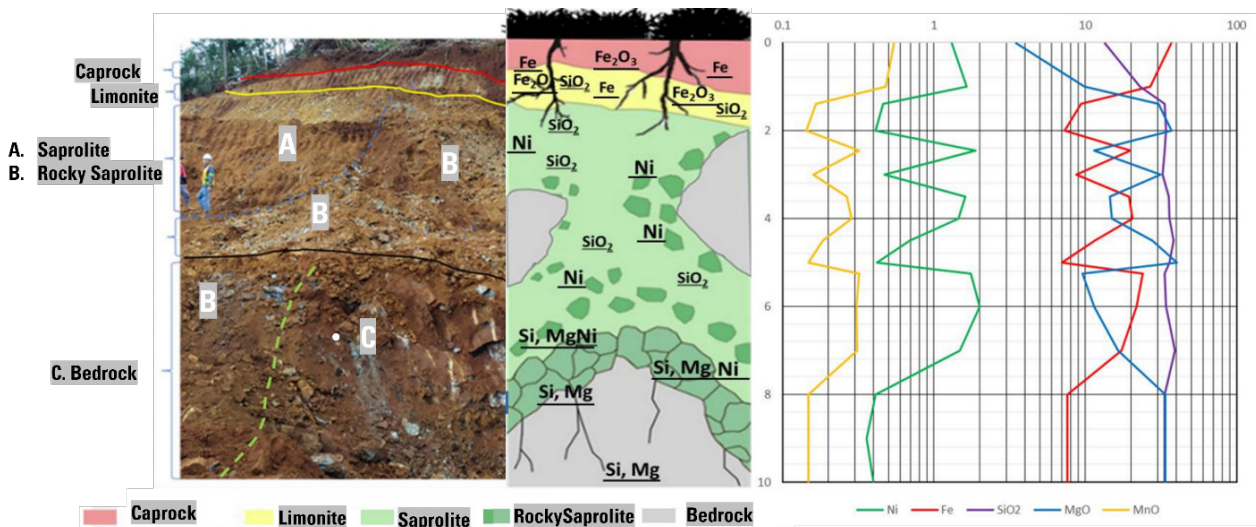 Caprock
Limonite
A. Saprolite
B. Rocky Saprolite
C. Bedrock
A
B
B
B
C
Fe
Fe2O3
Fe
Fe2O
SiO2
Fe
Fe2O3
SiO2
SiO2
Ni
SiO2
Ni
Ni
SiO2
Ni
SiO2
Si, MgNi
Si, Mg Ni
Si, Mg
Si, Mg
0.1 1 10 100
0
2
4
6
8
10
Ni Fe SiO2 MgO MnO
Caprock Limonite Saprolite RockySaprolite Bedrock